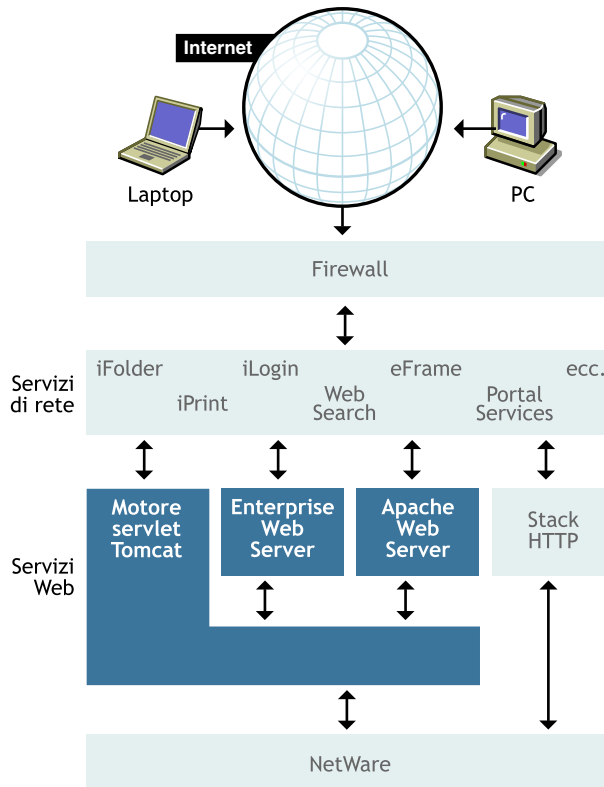 Internet
Laptop
PC
Firewall
Servizi
di rete
iFolder
iLogin
eFrame
ecc.
iPrint
Web
Search
Portal
Services
Servizi
Web
Motore
servlet
Tomcat
Enterprise
Web
Server
Apache
Web
Server
Stack
HTTP
NetWare